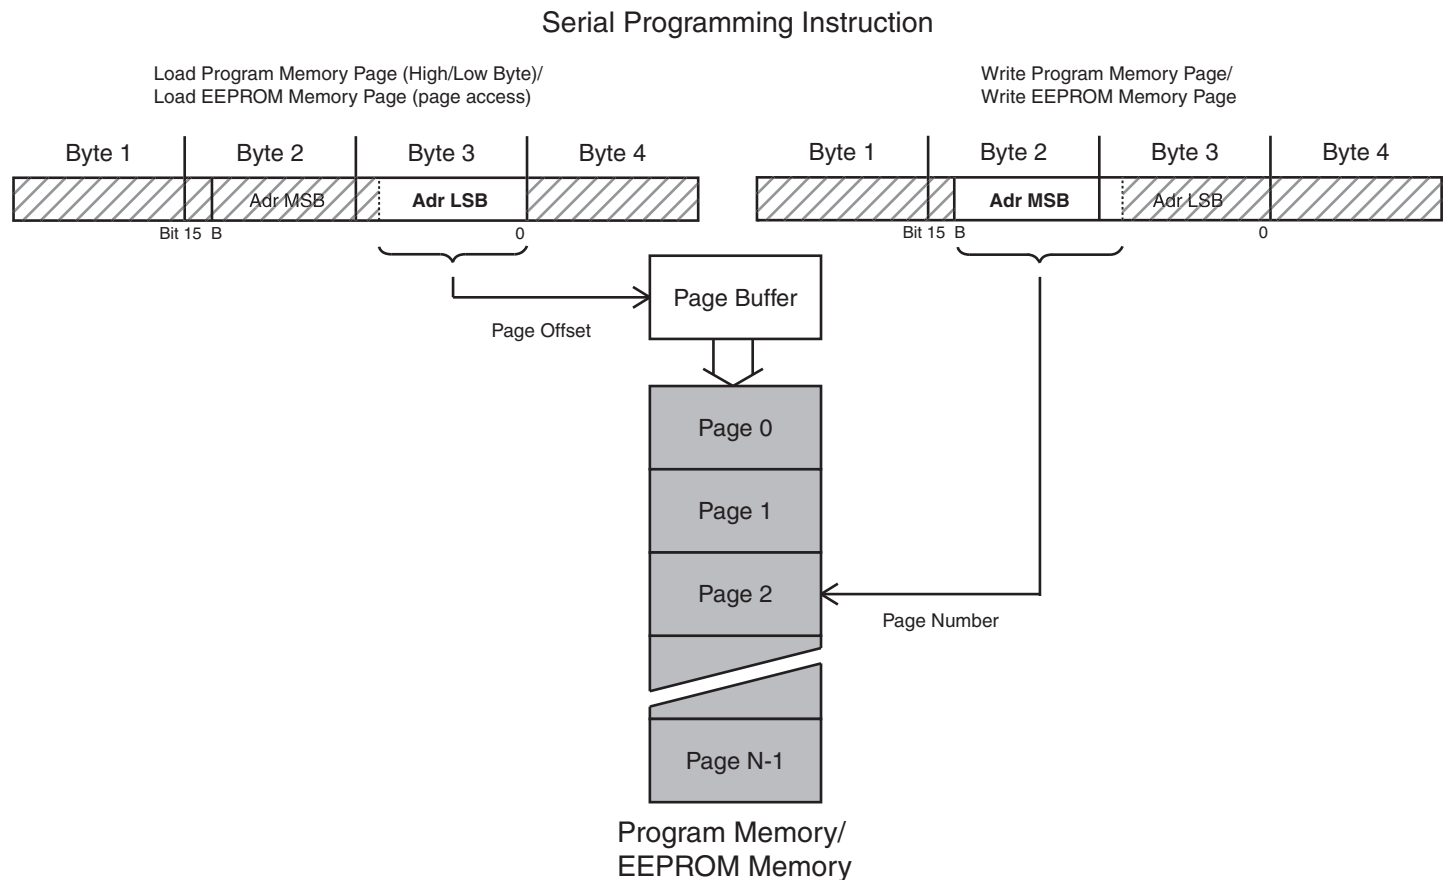 Serial Programming Instruction
Load Program Memory Page (High/Low Byte)/
Load EEPROM Memory Page (page access)
Write Program Memory Page/
Write EEPROM Memory Page
Byte 1 Byte 2 Byte 3 Byte 4
Adr MSB Adr LSB
Bit 15 B 0
Byte 1 Byte 2 Byte 3 Byte 4
Adr MSB Adr LSB
Bit 15 B 0
Page Buffer
Page Offset
Page 0
Page 1
Page 2
Page Number
Page N-1
Program Memory/
EEPROM Memory